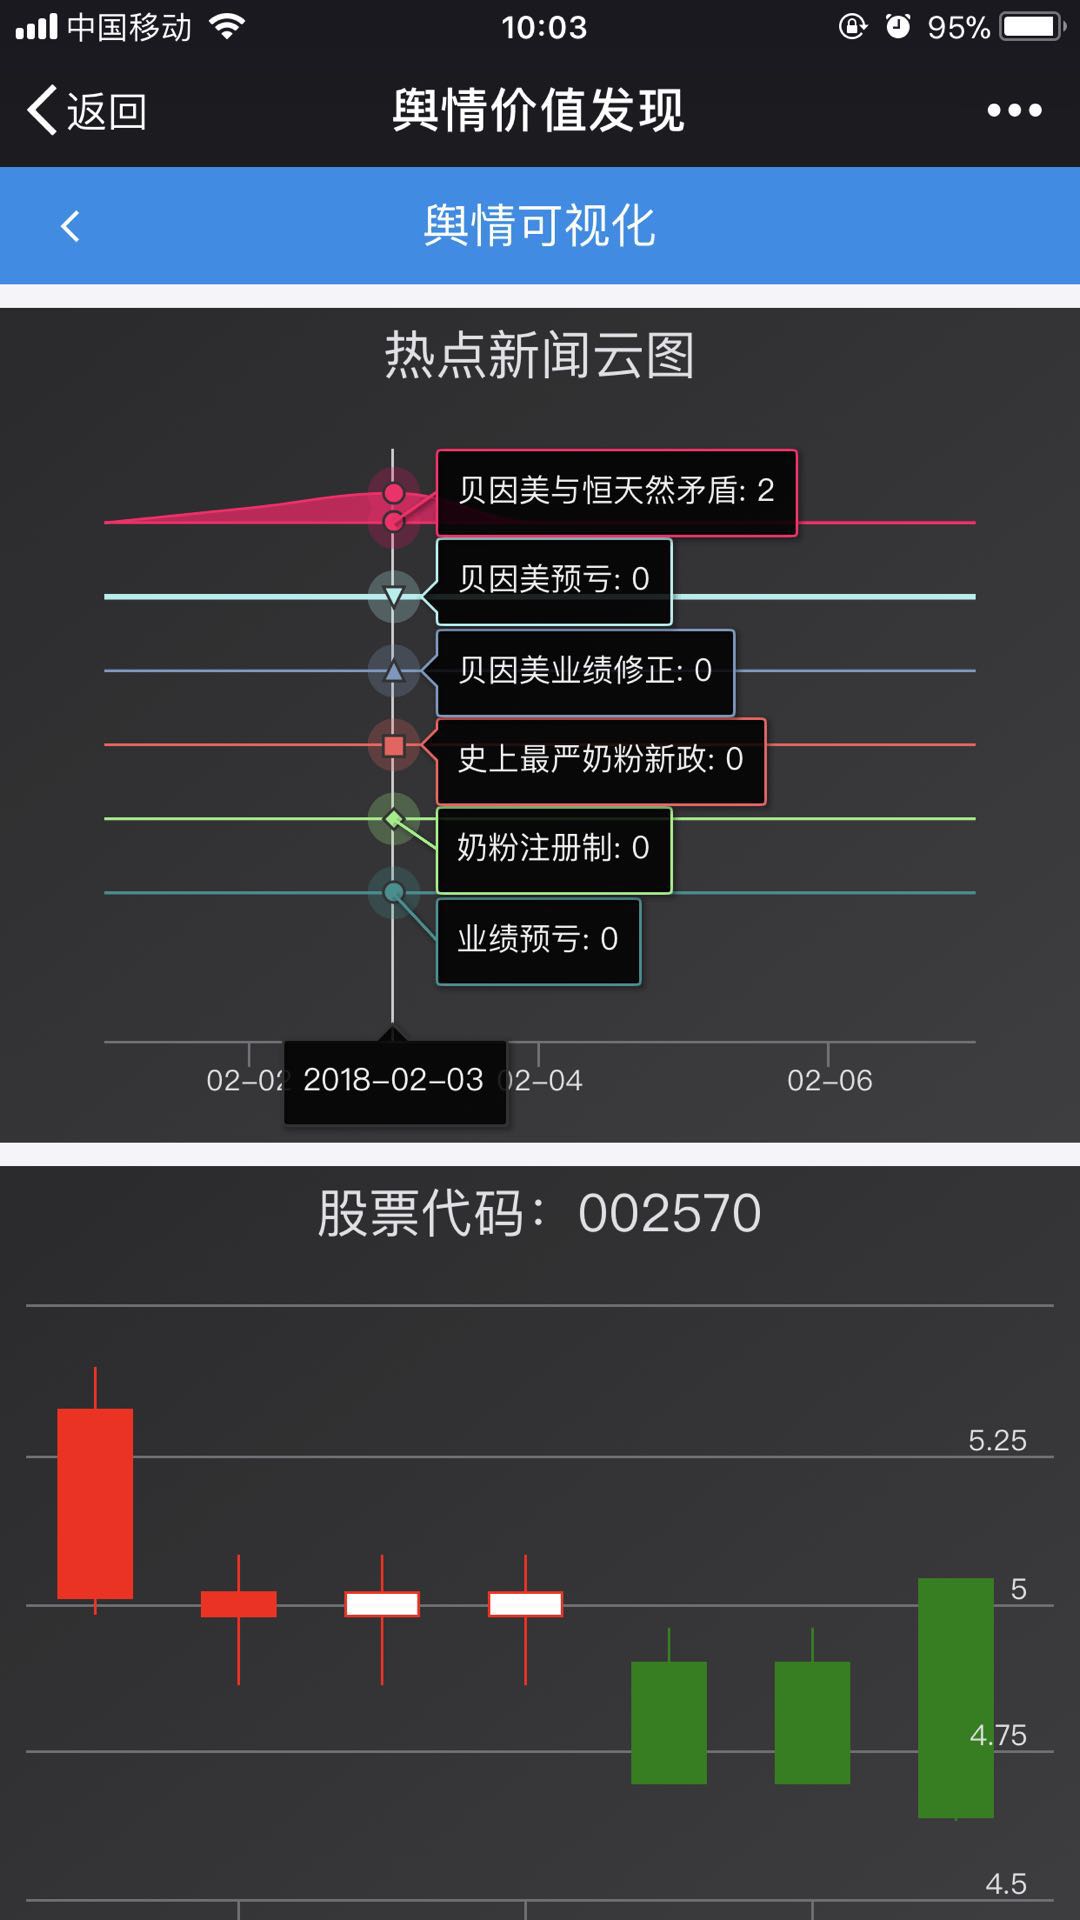 中国移动 10:03 95%
返回 舆情价值发现
舆情可视化
热点新闻云图
贝因美与恒天然矛盾: 2
贝因美预亏: 0
贝因美业绩修正: 0
史上最严奶粉新政: 0
奶粉注册制: 0
业绩预亏: 0
02-02 2018-02-03 02-04 02-06
股票代码：002570
5.25
5
4.75
4.5